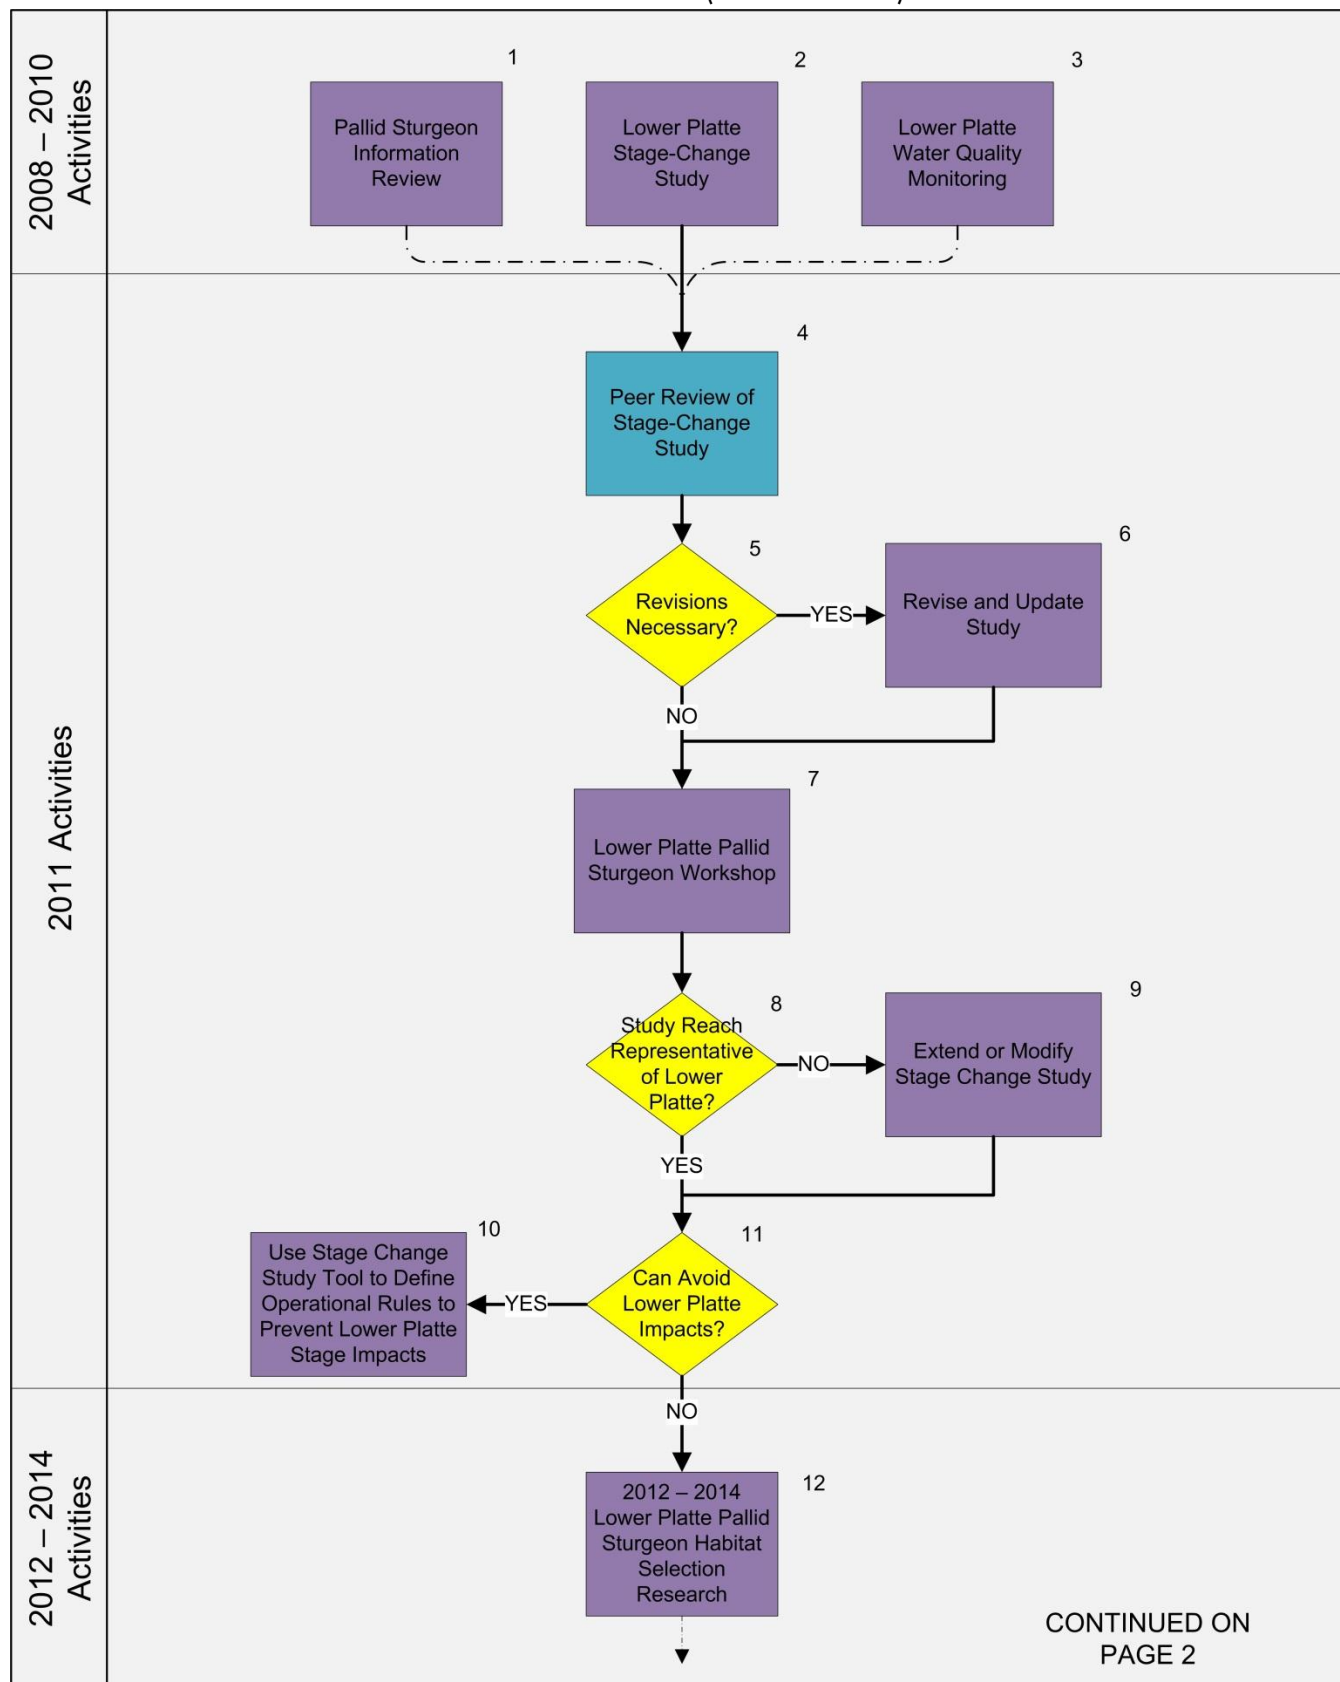 2008 – 2010
Activities
1
Pallid Sturgeon
Information
Review
2
Lower Platte
Stage-Change
Study
3
Lower Platte
Water Quality
Monitoring
2011 Activities
4
Peer Review of
Stage-Change
Study
5
Revisions
Necessary?
YES
6
Revise and Update
Study
NO
7
Lower Platte Pallid
Sturgeon Workshop
8
Study Reach
Representative
of Lower
Platte?
NO
9
Extend or Modify
Stage Change Study
YES
10
Use Stage Change
Study Tool to Define
Operational Rules to
Prevent Lower Platte
Stage Impacts
YES
11
Can Avoid
Lower Platte
Impacts?
NO
2012 – 2014
Activities
12
2012 – 2014
Lower Platte Pallid
Sturgeon Habitat
Selection
Research
CONTINUED ON
PAGE 2